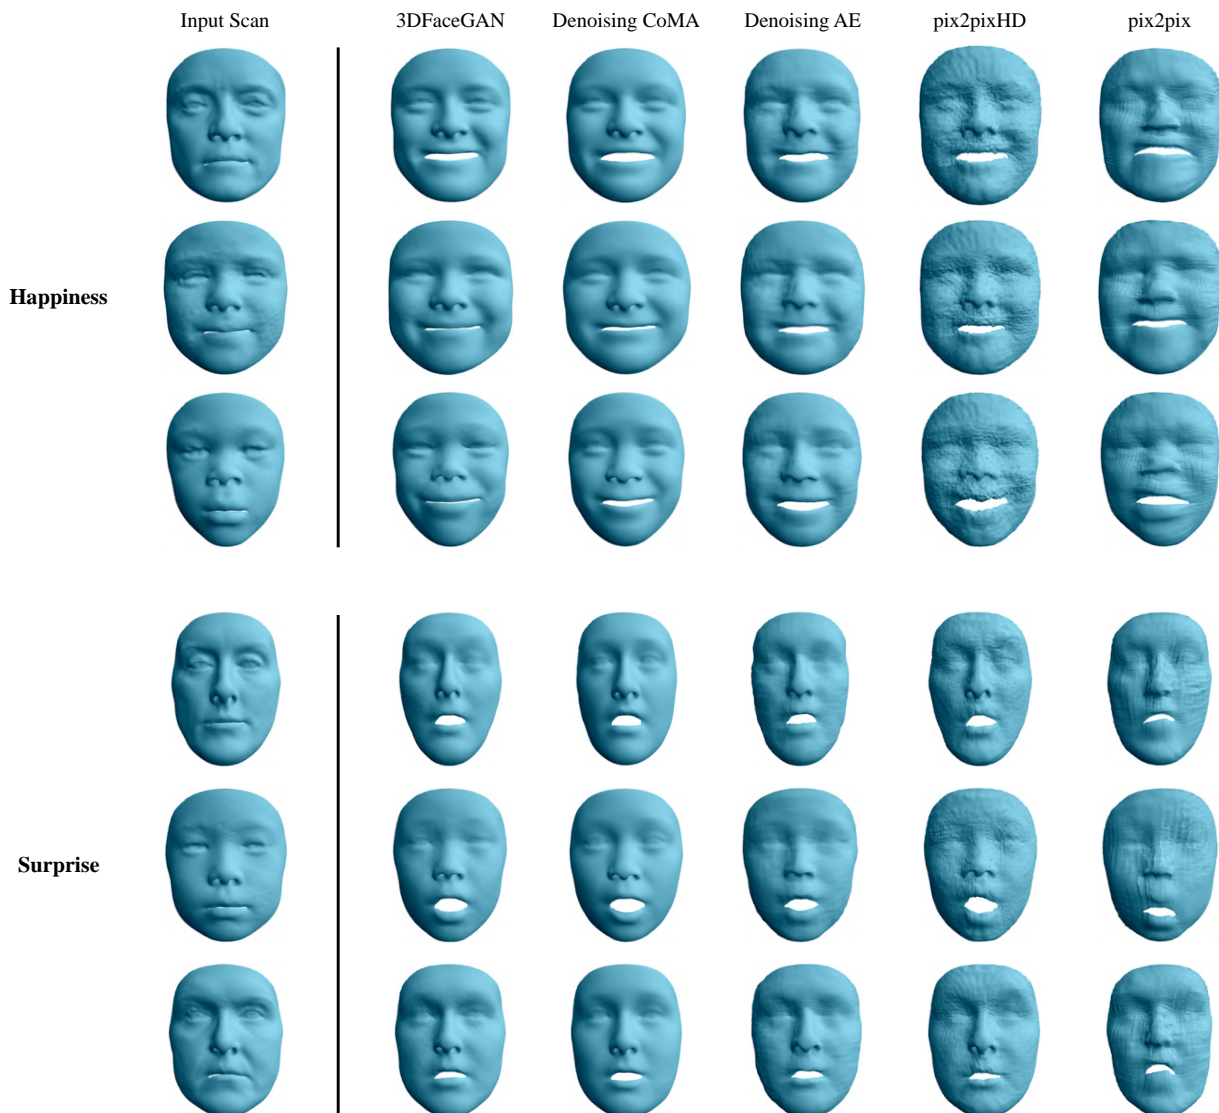 Input Scan 3DFaceGAN Denoising CoMA Denoising AE pix2pixHD pix2pix
Happiness
Surprise